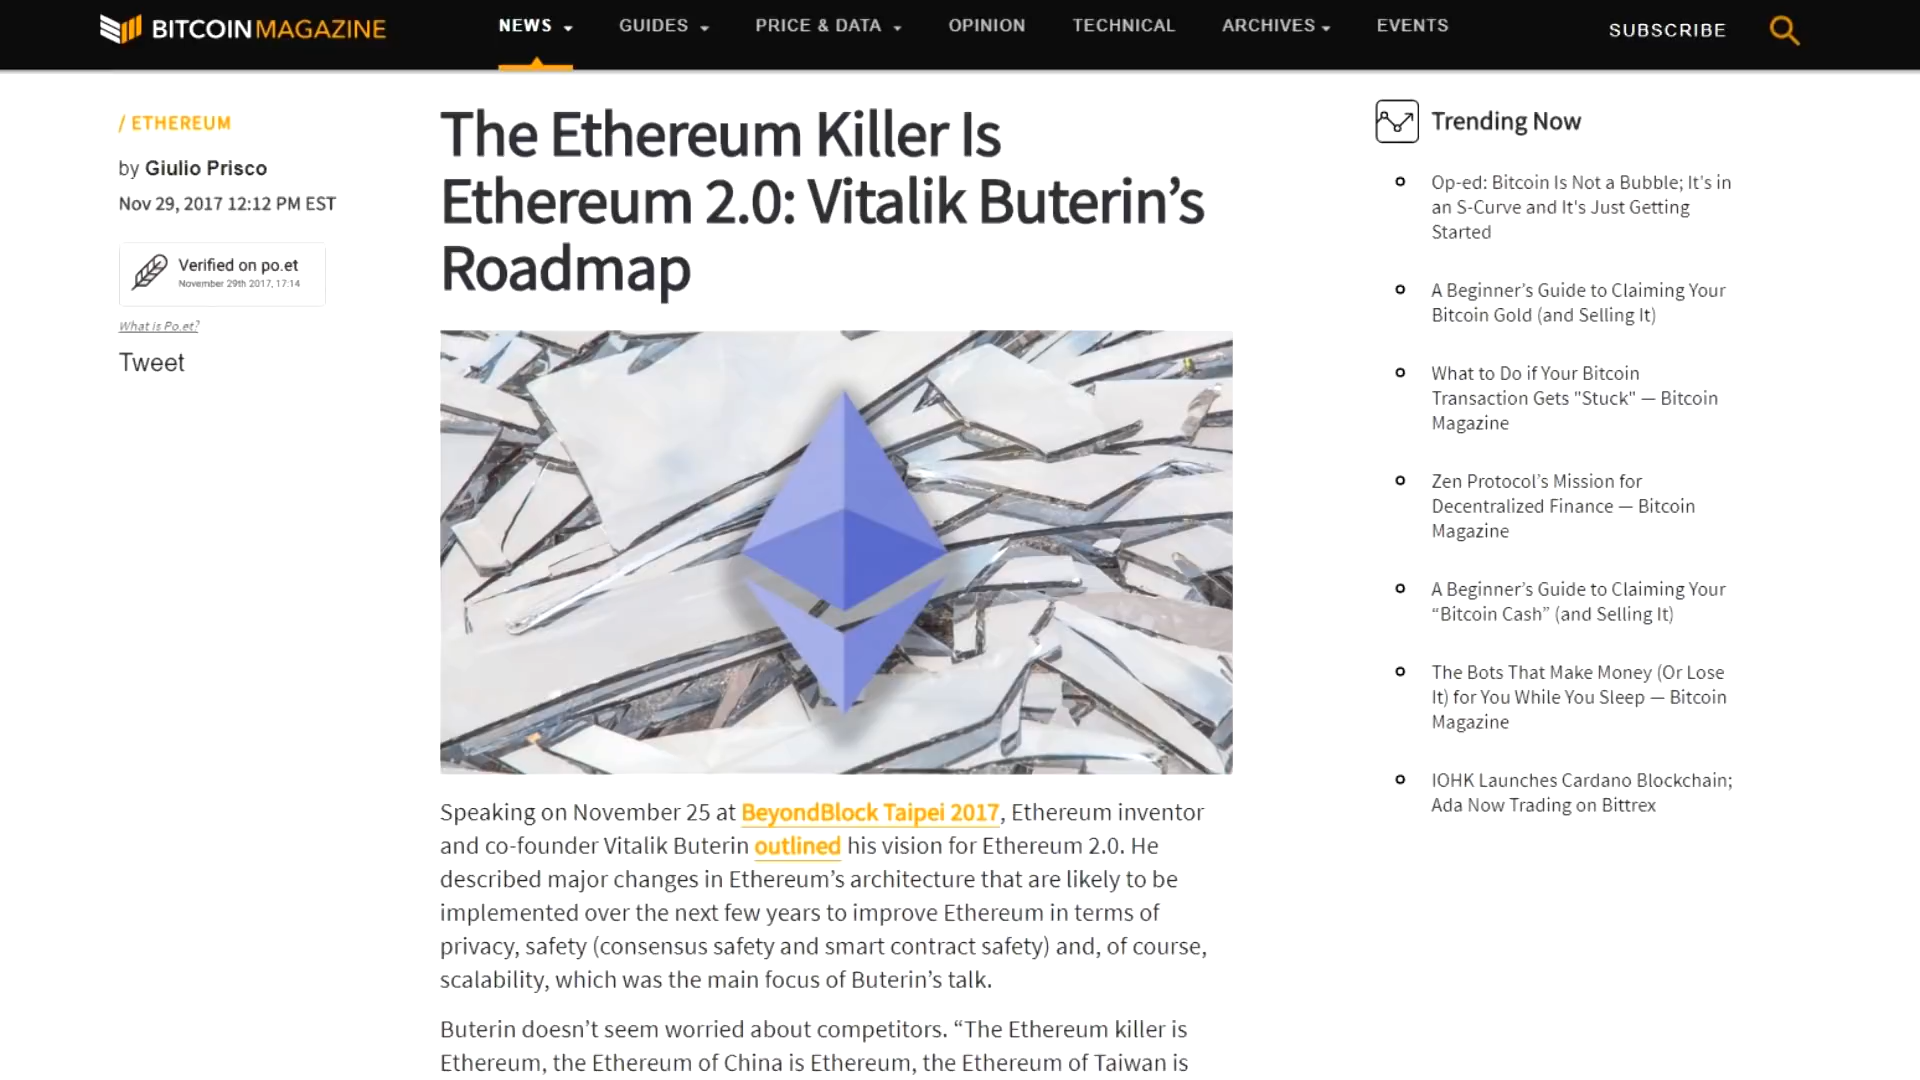 BITCOINMAGAZINE
NEWS
GUIDES
PRICE & DATA
OPINION
TECHNICAL
ARCHIVES
EVENTS
SUBSCRIBE
/ ETHEREUM
by Giulio Prisco
Nov 29, 2017 12:12 PM EST
Verified on po.et
November 29th 2017, 17:14
What is Po.et?
Tweet
The Ethereum Killer Is
Ethereum 2.0: Vitalik Buterin’s
Roadmap
Speaking on November 25 at BeyondBlock Taipei 2017, Ethereum inventor
and co-founder Vitalik Buterin outlined his vision for Ethereum 2.0. He
described major changes in Ethereum’s architecture that are likely to be
implemented over the next few years to improve Ethereum in terms of
privacy, safety (consensus safety and smart contract safety) and, of course,
scalability, which was the main focus of Buterin’s talk.
Buterin doesn’t seem worried about competitors. “The Ethereum killer is
Ethereum, the Ethereum of China is Ethereum, the Ethereum of Taiwan is
Trending Now
Op-ed: Bitcoin Is Not a Bubble; It's in
an S-Curve and It's Just Getting
Started
A Beginner’s Guide to Claiming Your
Bitcoin Gold (and Selling It)
What to Do if Your Bitcoin
Transaction Gets "Stuck" — Bitcoin
Magazine
Zen Protocol’s Mission for
Decentralized Finance — Bitcoin
Magazine
A Beginner’s Guide to Claiming Your
“Bitcoin Cash” (and Selling It)
The Bots That Make Money (Or Lose
It) for You While You Sleep — Bitcoin
Magazine
IOHK Launches Cardano Blockchain;
Ada Now Trading on Bittrex